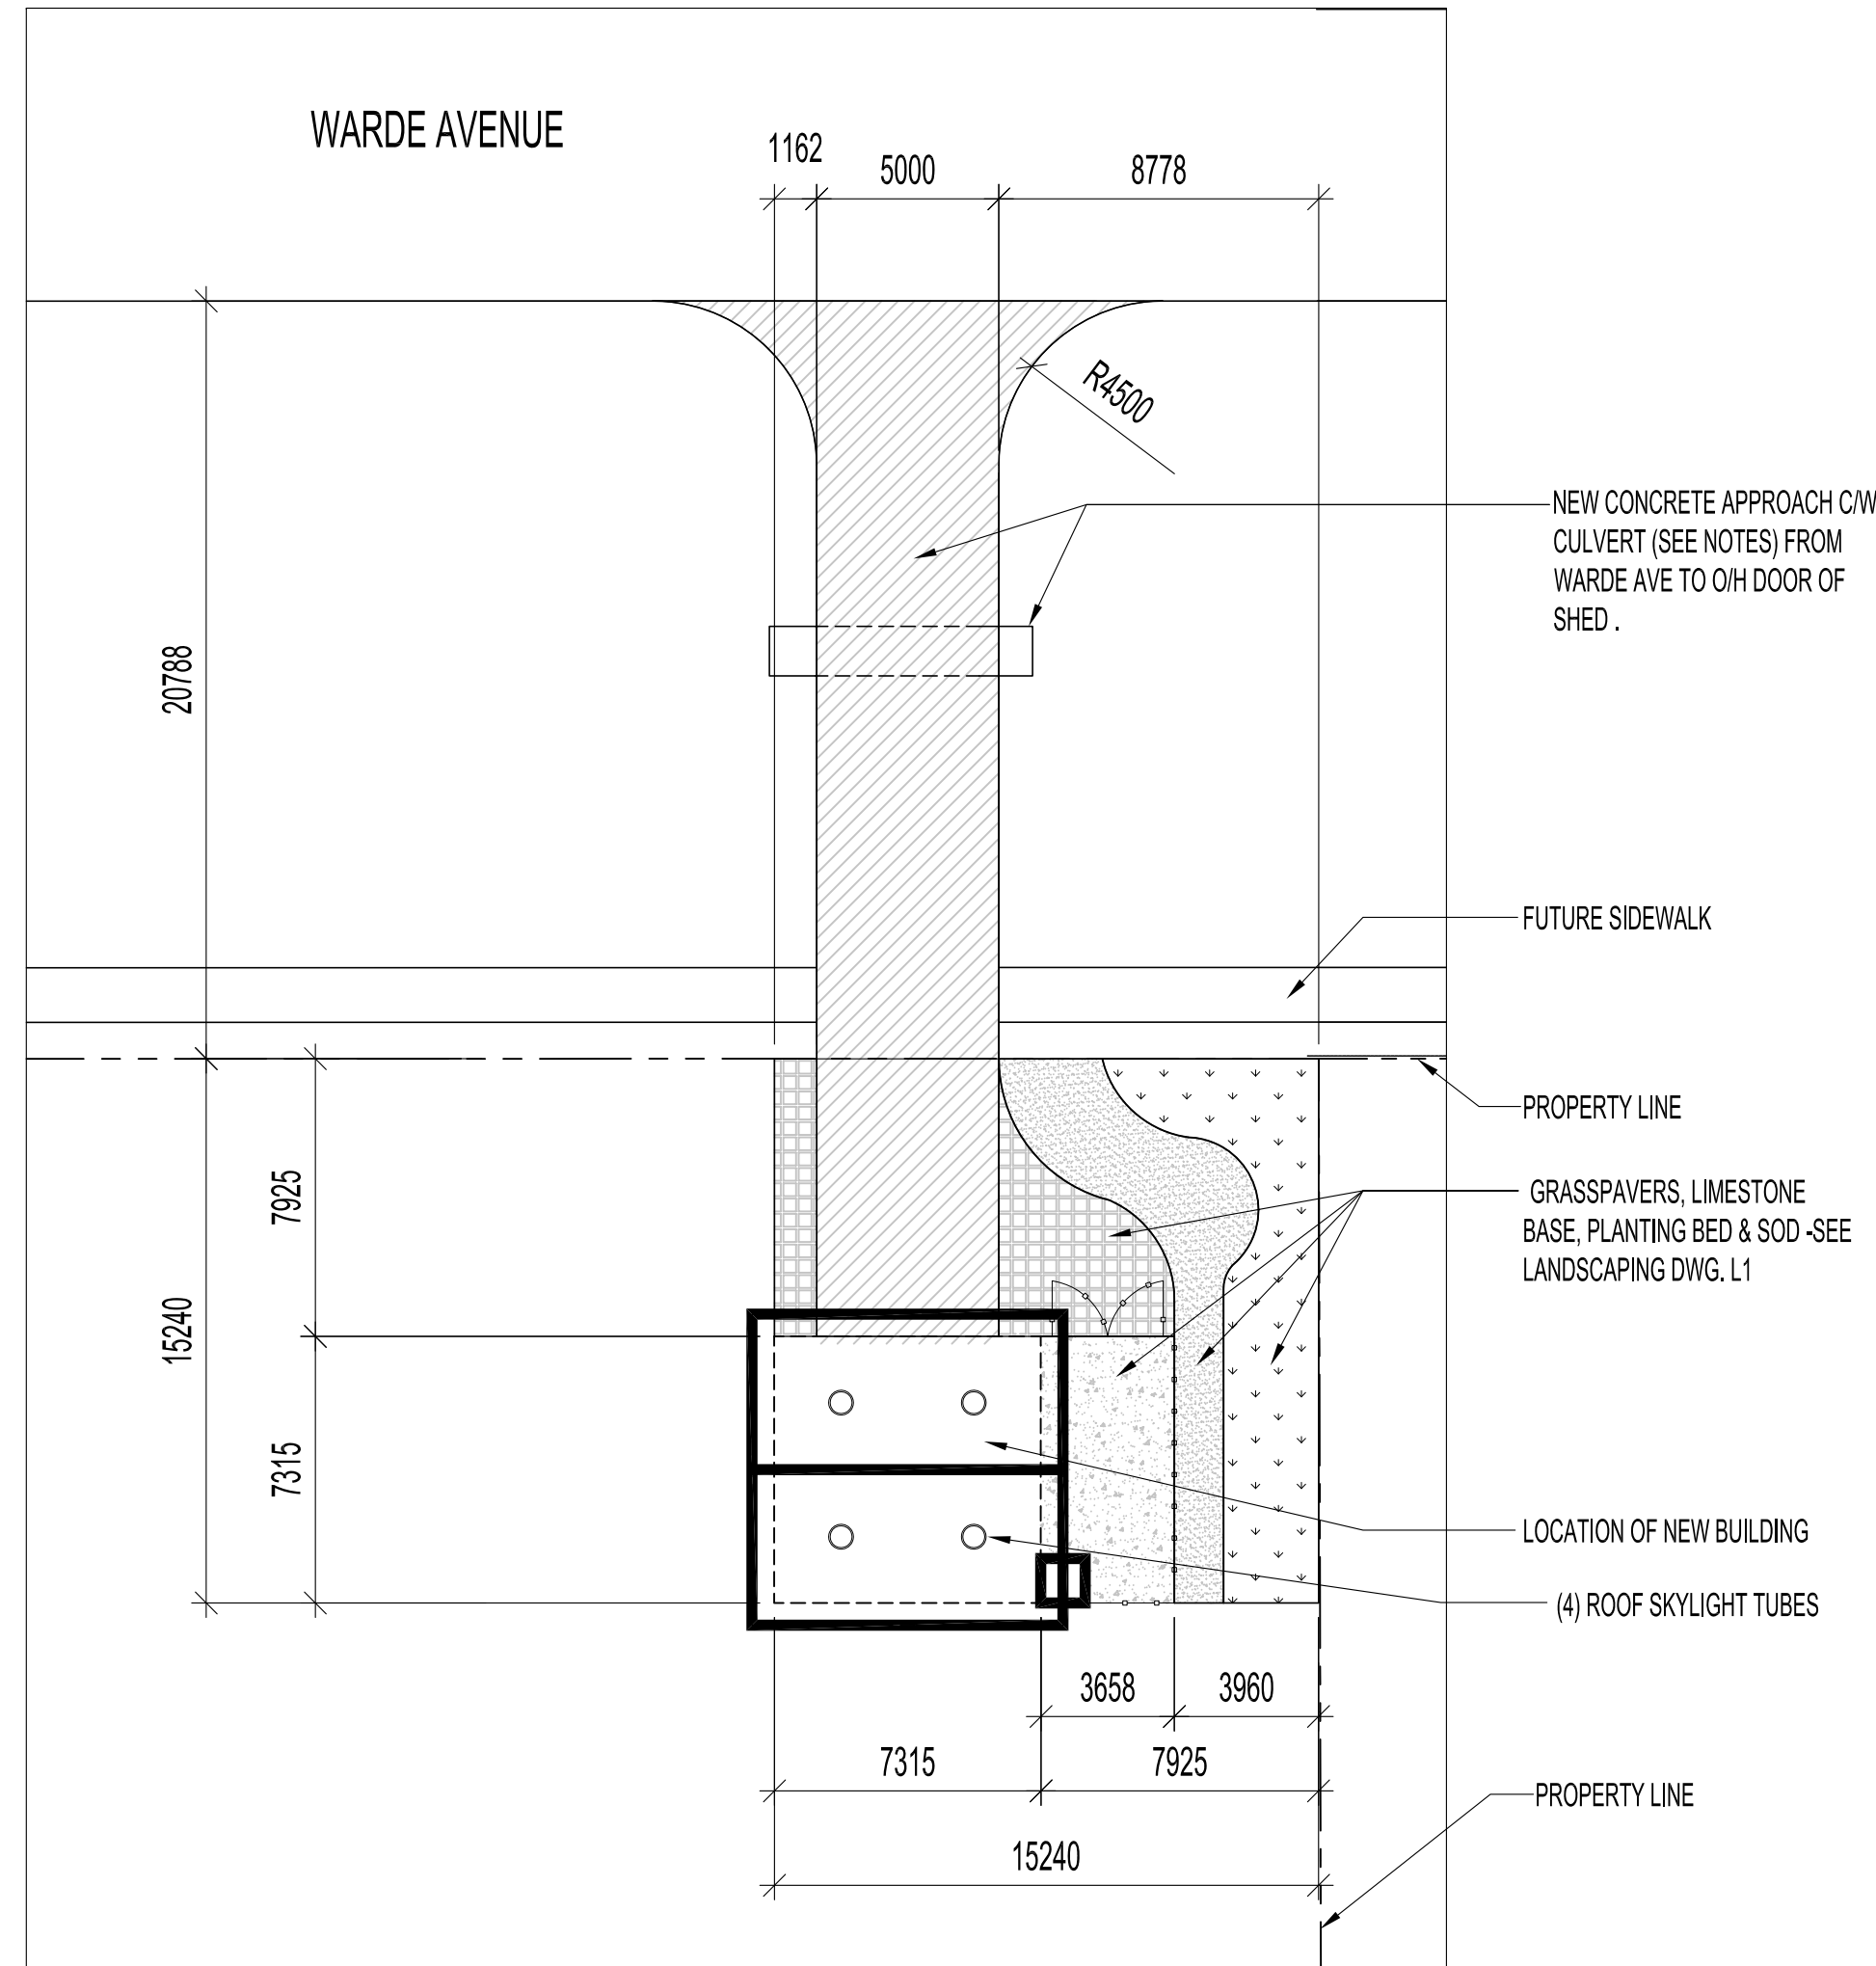 WARDE AVENUE
1162
5000
8778
R4500
NEW CONCRETE APPROACH C/W
CULVERT (SEE NOTES) FROM
WARDE AVE TO O/H DOOR OF
SHED .
20788
FUTURE SIDEWALK
PROPERTY LINE
7925
GRASSPAVERS, LIMESTONE
BASE, PLANTING BED & SOD -SEE
LANDSCAPING DWG. L1
15240
7315
LOCATION OF NEW BUILDING
(4) ROOF SKYLIGHT TUBES
3658
3960
7315
7925
PROPERTY LINE
15240